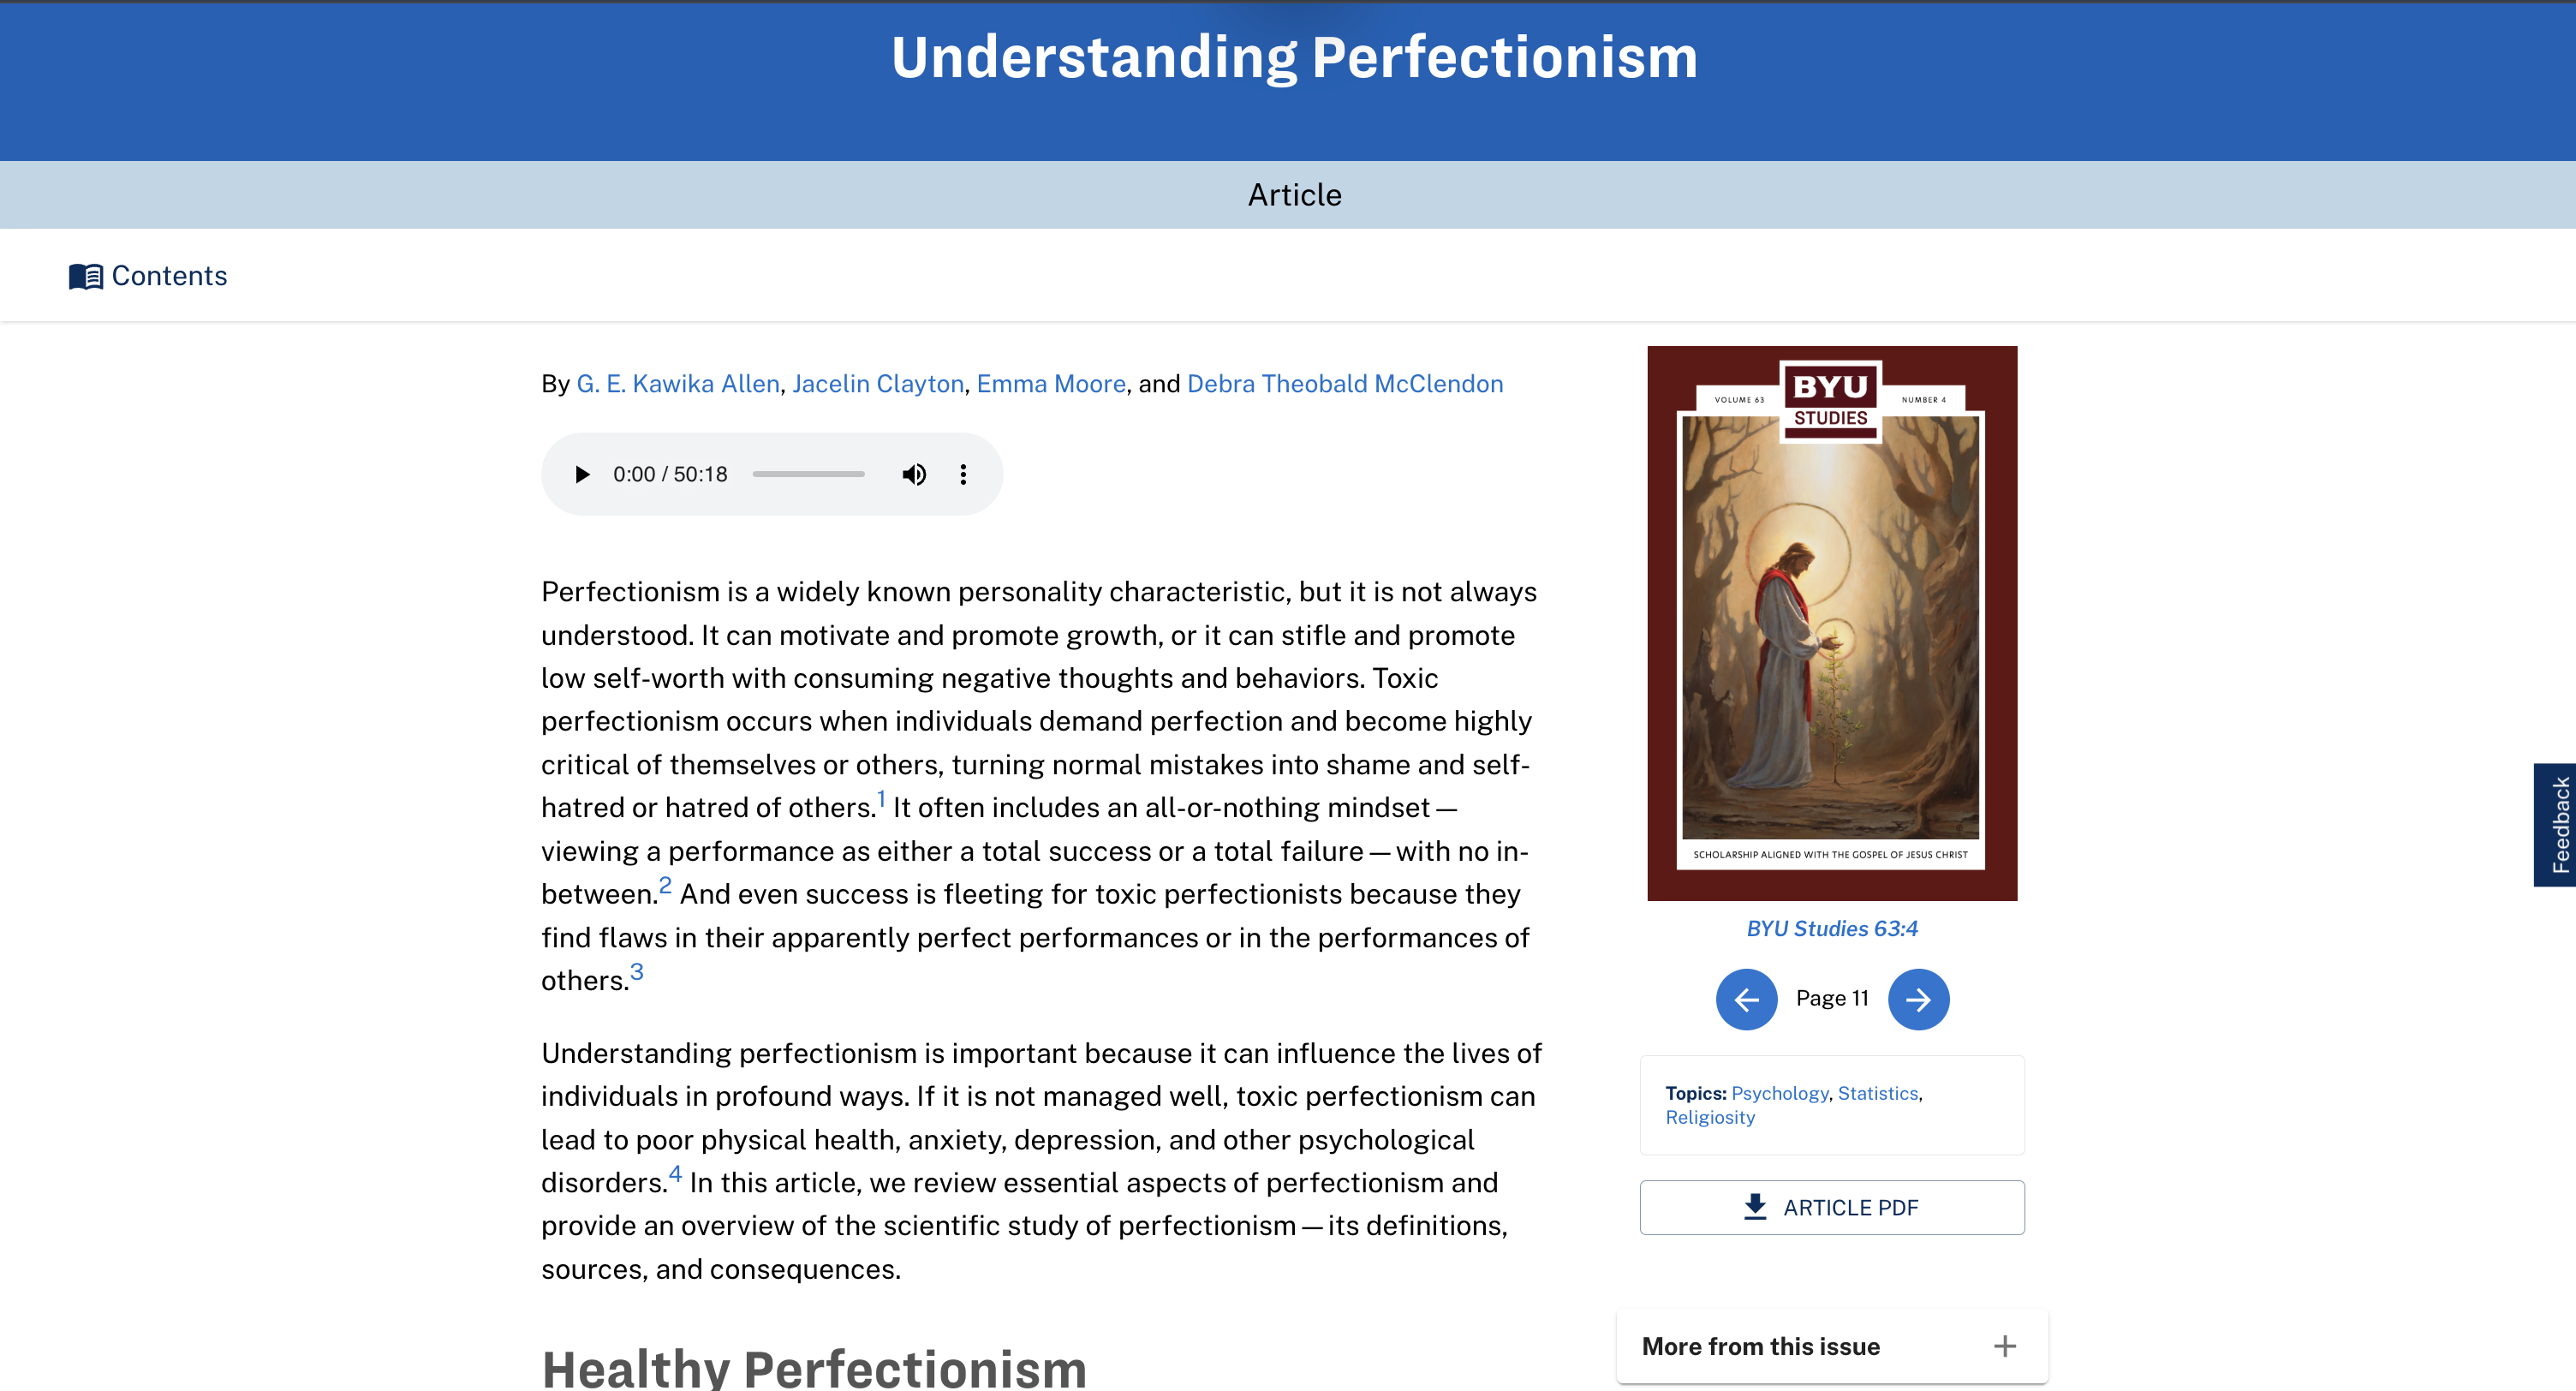 Understanding Perfectionism
Article
Contents
By G. E. Kawika Allen, Jacelin Clayton, Emma Moore, and Debra Theobald McClendon
0:00 / 50:18
Perfectionism is a widely known personality characteristic, but it is not always
understood. It can motivate and promote growth, or it can stifle and promote
low self-worth with consuming negative thoughts and behaviors. Toxic
perfectionism occurs when individuals demand perfection and become highly
critical of themselves or others, turning normal mistakes into shame and self-
hatred or hatred of others.1 It often includes an all-or-nothing mindset—
viewing a performance as either a total success or a total failure—with no in-
between.2 And even success is fleeting for toxic perfectionists because they
find flaws in their apparently perfect performances or in the performances of
others.3
Understanding perfectionism is important because it can influence the lives of
individuals in profound ways. If it is not managed well, toxic perfectionism can
lead to poor physical health, anxiety, depression, and other psychological
disorders.4 In this article, we review essential aspects of perfectionism and
provide an overview of the scientific study of perfectionism—its definitions,
sources, and consequences.
Healthy Perfectionism
VOLUME 63
BYU
STUDIES
NUMBER 4
SCHOLARSHIP ALIGNED WITH THE GOSPEL OF JESUS CHRIST
BYU Studies 63:4
Page 11
Topics: Psychology, Statistics,
Religiosity
ARTICLE PDF
More from this issue
Feedback